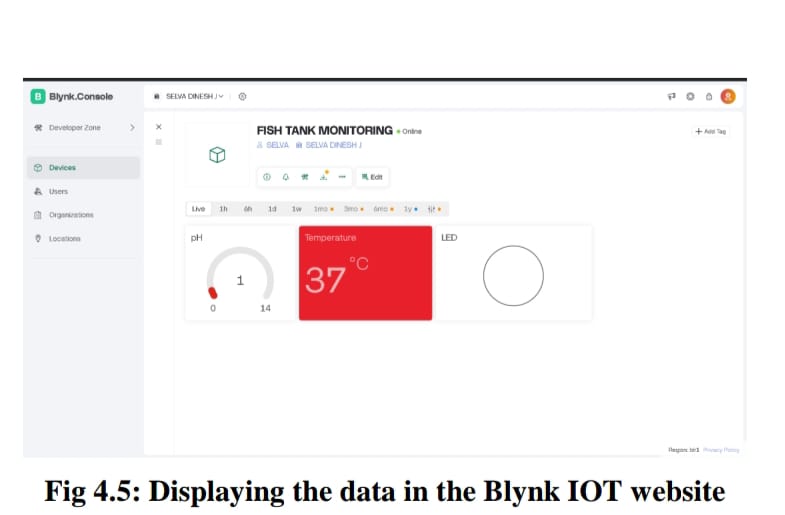 B Blynk.Console
SELVA DINESH J
Developer Zone
Devices
Users
Organizations
Locations
FISH TANK MONITORING Online
SELVA SELVA DINESH J
Add Tag
Edit
Live 1h 6h 1d 1w 1mo 3mo 6mo 1y
pH
1
0 14
Temperature
37 °C
LED
Privacy Policy
Fig 4.5: Displaying the data in the Blynk IOT website